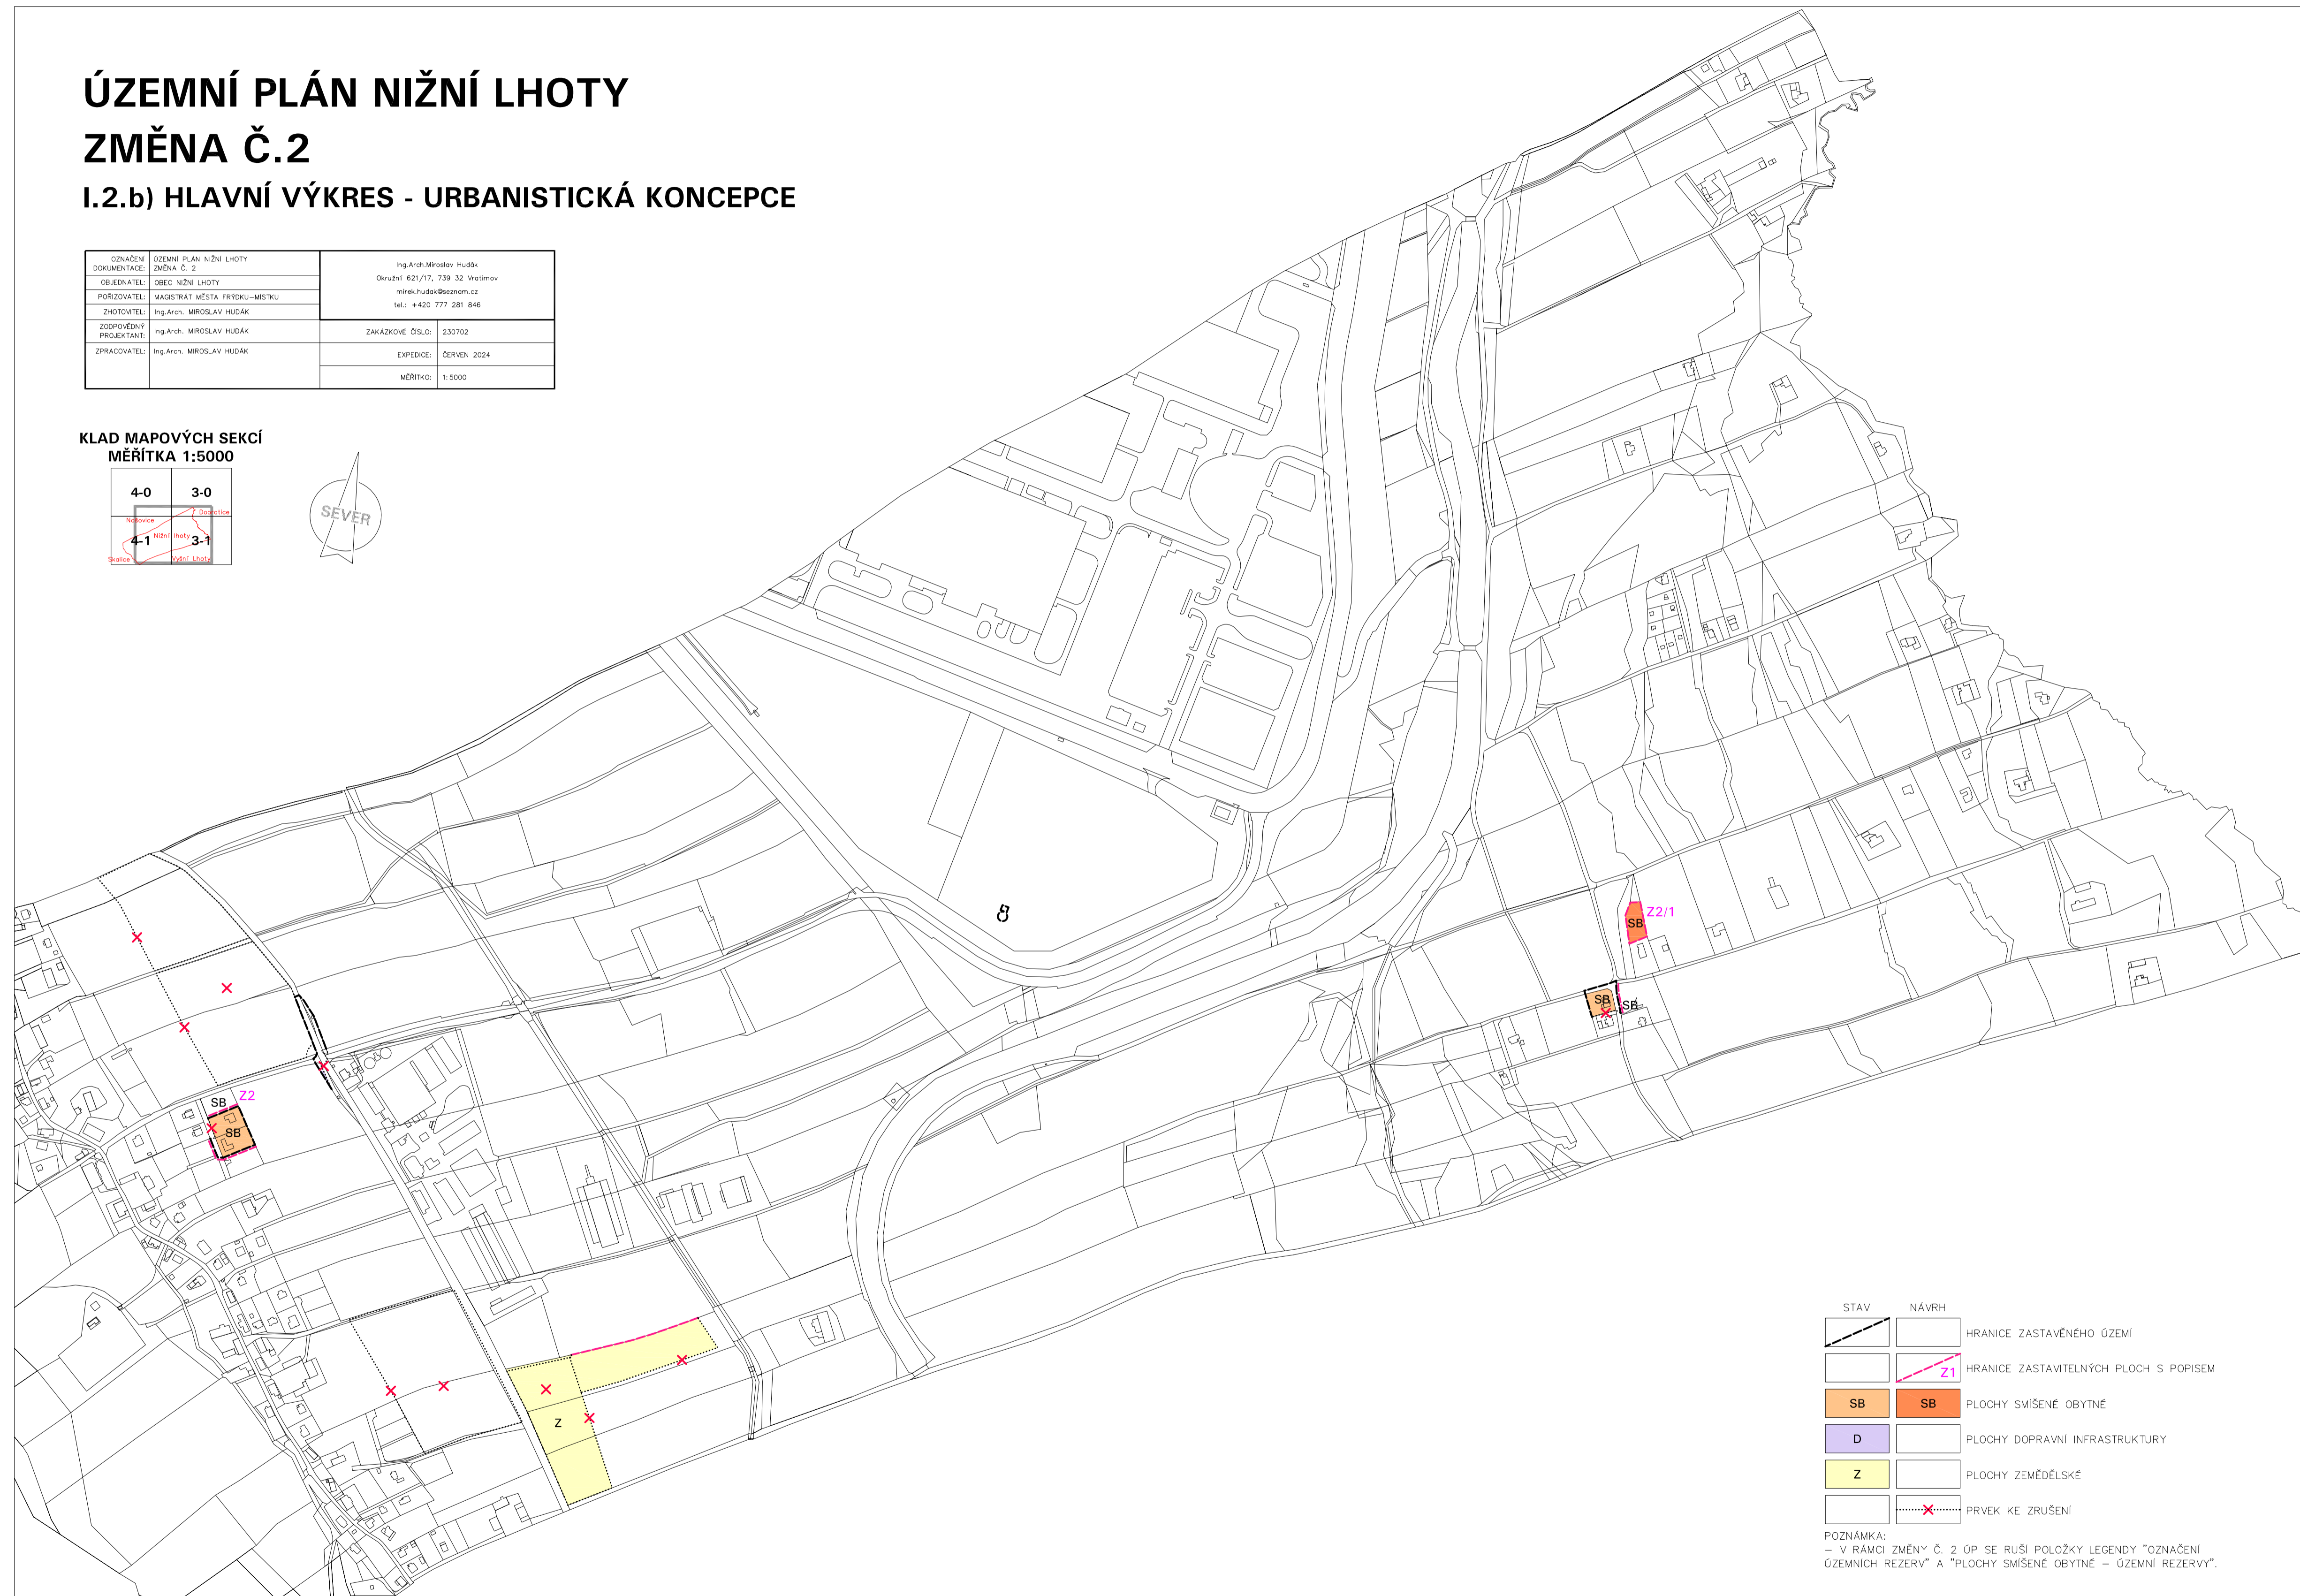 ÚZEMNÍ PLÁN NIŽNÍ LHOTY
ZMĚNA Č.2
I.2.b) HLAVNÍ VÝKRES - URBANISTICKÁ KONCEPCE
OZNAČENÍ DOKUMENTACE: ÚZEMNÍ PLÁN NIŽNÍ LHOTY
ZMĚNA Č. 2
OBJEDNATEL: OBEC NIŽNÍ LHOTY
POŘIZOVATEL: MAGISTRÁT MĚSTA FRÝDKU-MÍSTKU
ZHOTOVITEL: Ing.Arch. MIROSLAV HUDÁK
ZODPOVĚDNÝ PROJEKTANT: Ing.Arch. MIROSLAV HUDÁK
ZPRACOVATEL: Ing.Arch. MIROSLAV HUDÁK
Ing.Arch.Miroslav Hudák
Okružní 621/17, 739 32 Vratimov
mirek.hudak@seznam.cz
tel.: +420 777 281 846
ZAKÁZKOVÉ ČÍSLO: 230702
EXPEDICE: ČERVEN 2024
MĚŘÍTKO: 1:5000
KLAD MAPOVÝCH SEKCÍ
MĚŘÍTKA 1:5000
4-0 3-0
Dobratice
Nošovice
Nižní lhoty
4-1 3-1
Skalice
Vyšní Lhoty
SEVER
SB Z2/1
SB
SB
SB Z2
SB
Z
STAV NÁVRH
HRANICE ZASTAVĚNÉHO ÚZEMÍ
Z1 HRANICE ZASTAVITELNÝCH PLOCH S POPISEM
SB SB PLOCHY SMÍŠENÉ OBYTNÉ
D PLOCHY DOPRAVNÍ INFRASTRUKTURY
Z PLOCHY ZEMĚDĚLSKÉ
PRVEK KE ZRUŠENÍ
POZNÁMKA:
– V RÁMCI ZMĚNY Č. 2 ÚP SE RUŠÍ POLOŽKY LEGENDY "OZNAČENÍ
ÚZEMNÍCH REZERV" A "PLOCHY SMÍŠENÉ OBYTNÉ – ÚZEMNÍ REZERVY".